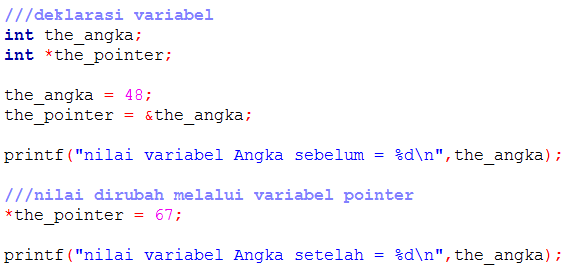 ///deklarasi variabel
int the_angka;
int *the_pointer;
the_angka = 48;
the_pointer = &the_angka;
printf("nilai variabel Angka sebelum = %d\n",the_angka);
///nilai dirubah melalui variabel pointer
*the_pointer = 67;
printf("nilai variabel Angka setelah = %d\n",the_angka);